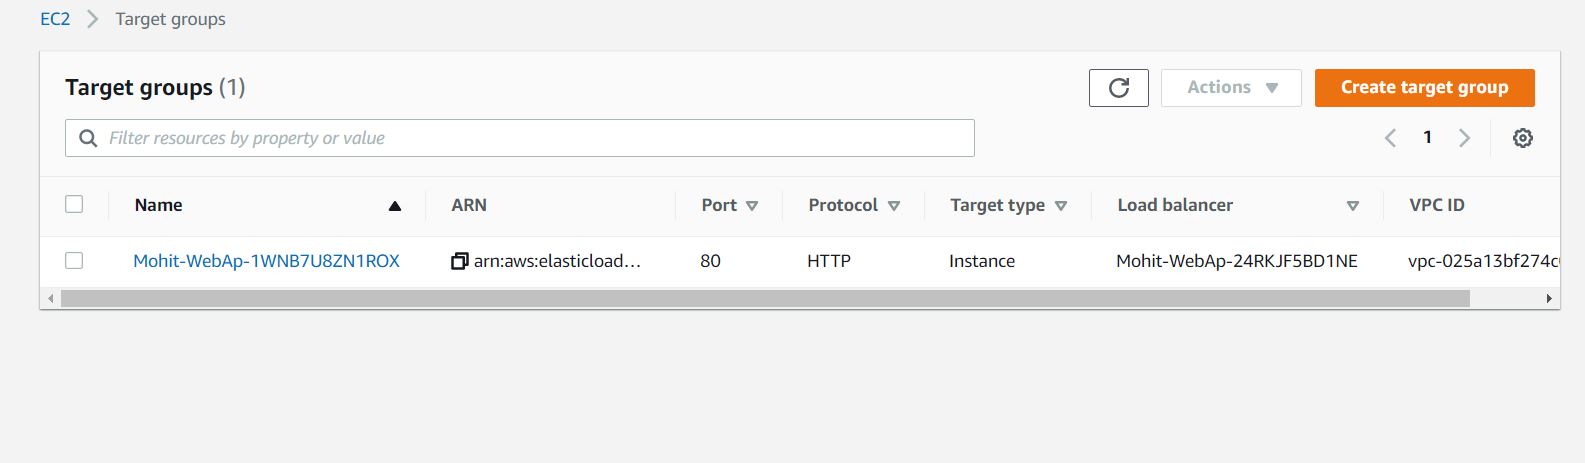 EC2 Target groups
Target groups (1) Actions Create target group
Filter resources by property or value 1
Name ARN Port Protocol Target type Load balancer VPC ID
Mohit-WebAp-1WNB7U8ZN1ROX arn:aws:elasticload... 80 HTTP Instance Mohit-WebAp-24RKJF5BD1NE vpc-025a13bf274c